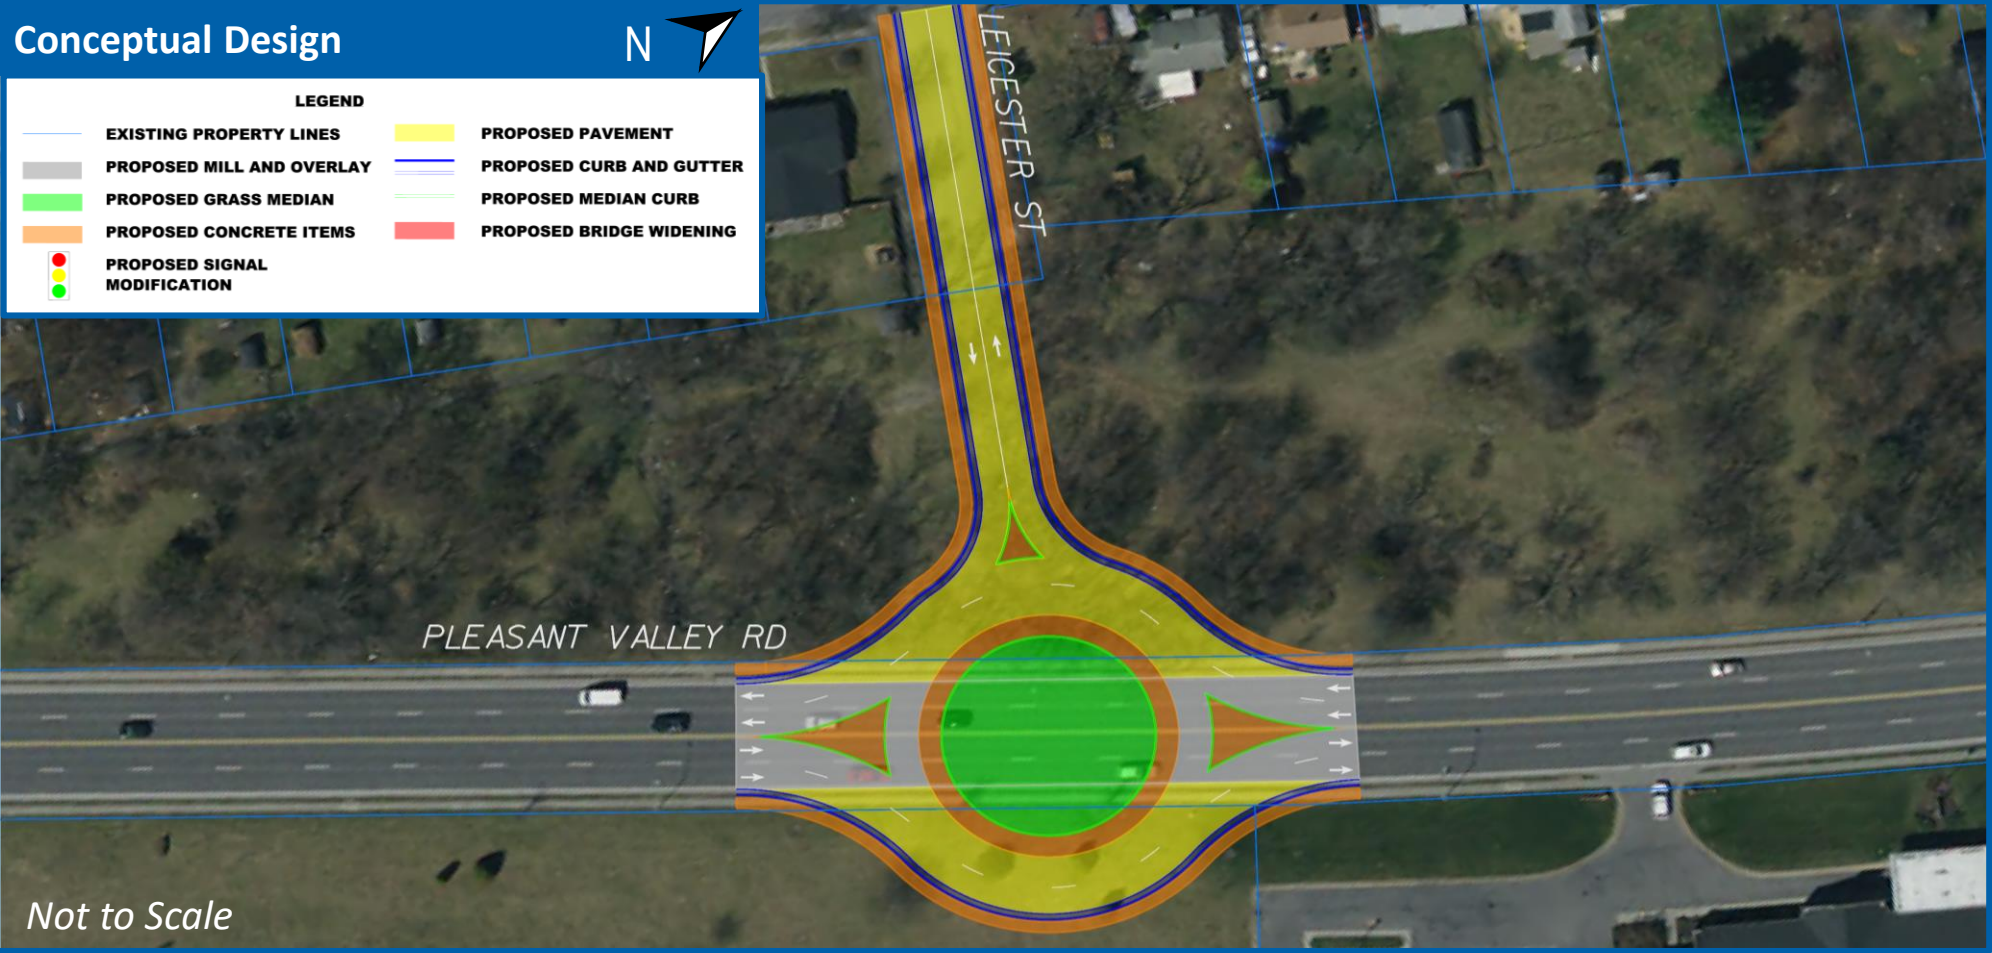 Conceptual Design
N
LEGEND
EXISTING PROPERTY LINES
PROPOSED MILL AND OVERLAY
PROPOSED GRASS MEDIAN
PROPOSED CONCRETE ITEMS
PROPOSED SIGNAL
MODIFICATION
PROPOSED PAVEMENT
PROPOSED CURB AND GUTTER
PROPOSED MEDIAN CURB
PROPOSED BRIDGE WIDENING
LEICESTER ST
PLEASANT VALLEY RD
Not to Scale